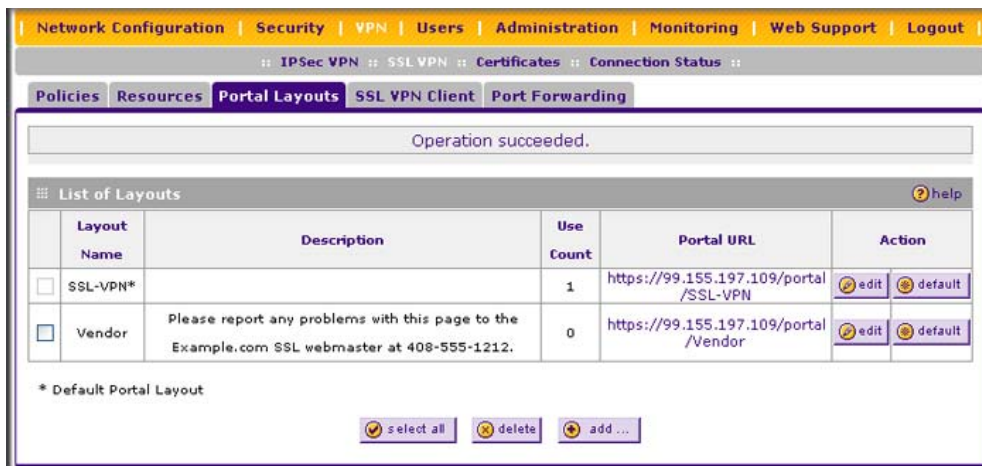 Network Configuration | Security | VPN | Users | Administration | Monitoring | Web Support | Logout
:: IPSec VPN :: SSL VPN :: Certificates :: Connection Status ::
Policies Resources Portal Layouts SSL VPN Client Port Forwarding
Operation succeeded.
List of Layouts help
Layout Name Description Use Count Portal URL Action
SSL-VPN* 1 https://99.155.197.109/portal/SSL-VPN edit default
Vendor Please report any problems with this page to the Example.com SSL webmaster at 408-555-1212. 0 https://99.155.197.109/portal/Vendor edit default
* Default Portal Layout
select all delete add ...